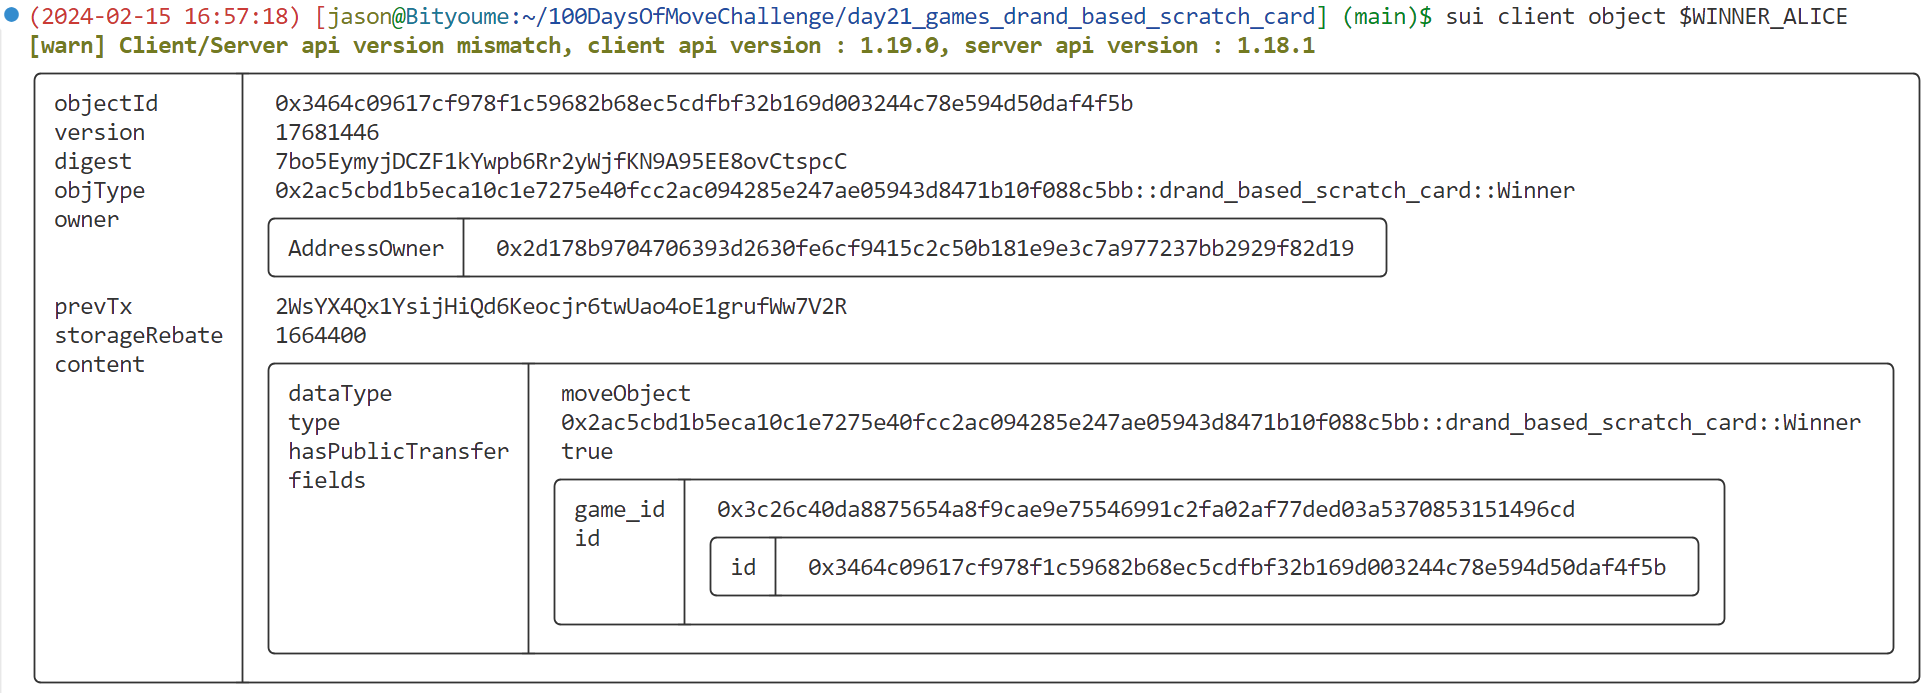 (2024-02-15 16:57:18) [jason@Bityoume:~/100DaysOfMoveChallenge/day21_games_drand_based_scratch_card] (main)$ sui client object $WINNER_ALICE
[warn] Client/Server api version mismatch, client api version : 1.19.0, server api version : 1.18.1
objectId 0x3464c09617cf978f1c59682b68ec5cdfbf32b169d003244c78e594d50daf4f5b
version 17681446
digest 7bo5EymyjDCZF1kYwpb6Rr2yWjfKN9A95EE8ovCtspcC
objType 0x2ac5cbd1b5eca10c1e7275e40fcc2ac094285e247ae05943d8471b10f088c5bb::drand_based_scratch_card::Winner
owner
AddressOwner 0x2d178b9704706393d2630fe6cf9415c2c50b181e9e3c7a977237bb2929f82d19
prevTx 2WsYX4Qx1YsijHiQd6Keocjr6twUao4oE1grufWw7V2R
storageRebate 1664400
content
dataType moveObject
type 0x2ac5cbd1b5eca10c1e7275e40fcc2ac094285e247ae05943d8471b10f088c5bb::drand_based_scratch_card::Winner
hasPublicTransfer true
fields
game_id 0x3c26c40da8875654a8f9cae9e75546991c2fa02af77ded03a5370853151496cd
id
id 0x3464c09617cf978f1c59682b68ec5cdfbf32b169d003244c78e594d50daf4f5b